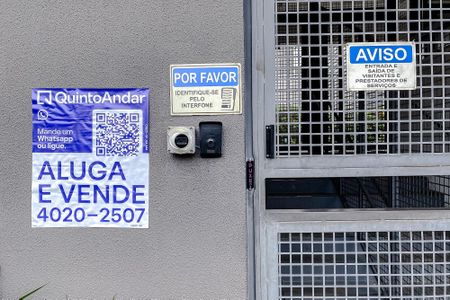 QuintoAndar
Mande um
Whatsapp
ou ligue.
ALUGA
E VENDE
4020-2507
POR FAVOR
IDENTIFIQUE-SE
PELO
INTERFONE
AVISO
ENTRADA E
SAÍDA DE
VISITANTES E
PRESTADORES DE
SERVIÇOS